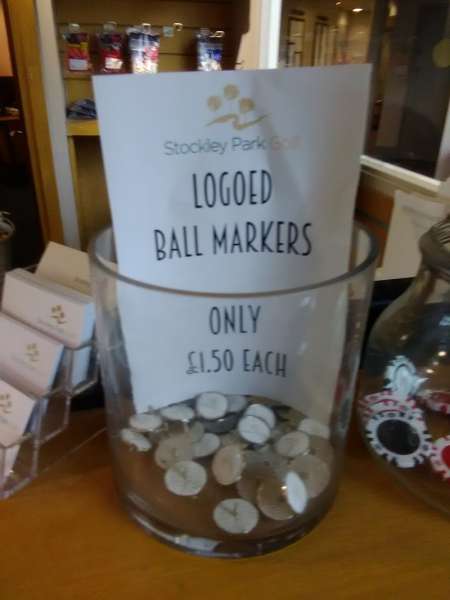 Stockley Park Golf
LOGOED
BALL MARKERS
ONLY
£1.50 EACH